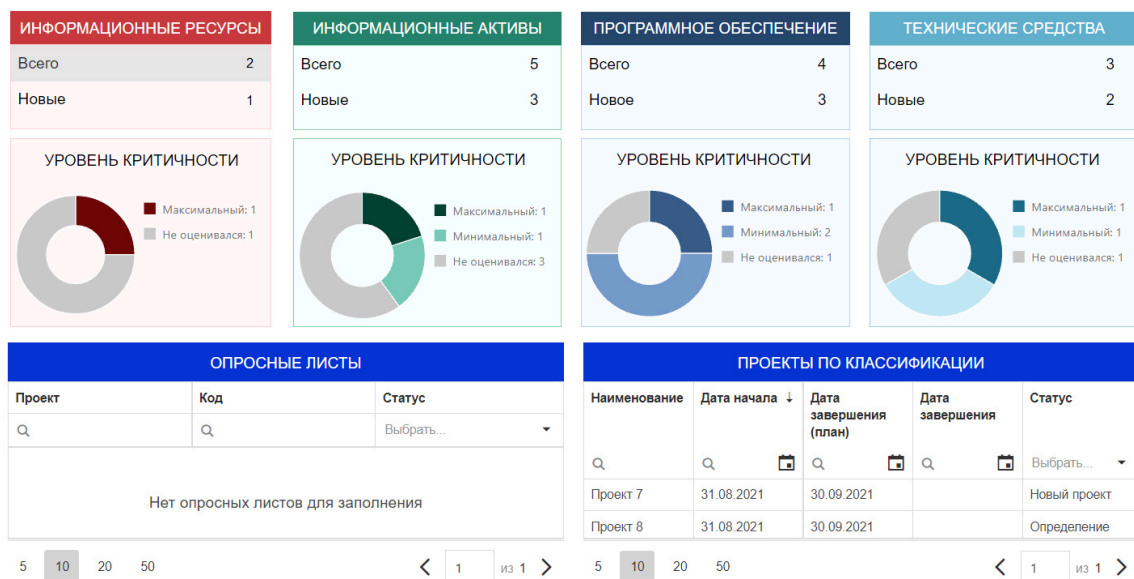 ИНФОРМАЦИОННЫЕ РЕСУРСЫ
Всего 2
Новые 1
ИНФОРМАЦИОННЫЕ АКТИВЫ
Всего 5
Новые 3
ПРОГРАММНОЕ ОБЕСПЕЧЕНИЕ
Всего 4
Новое 3
ТЕХНИЧЕСКИЕ СРЕДСТВА
Всего 3
Новые 2
УРОВЕНЬ КРИТИЧНОСТИ
Максимальный: 1
Не оценивался: 1
УРОВЕНЬ КРИТИЧНОСТИ
Максимальный: 1
Минимальный: 1
Не оценивался: 3
УРОВЕНЬ КРИТИЧНОСТИ
Максимальный: 1
Минимальный: 2
Не оценивался: 1
УРОВЕНЬ КРИТИЧНОСТИ
Максимальный: 1
Минимальный: 1
Не оценивался: 1
ОПРОСНЫЕ ЛИСТЫ
Проект Код Статус
Выбрать...
Нет опросных листов для заполнения
5 10 20 50 1 из 1
ПРОЕКТЫ ПО КЛАССИФИКАЦИИ
Наименование Дата начала ↓ Дата завершения (план) Дата завершения Статус
Выбрать...
Проект 7 31.08.2021 30.09.2021 Новый проект
Проект 8 31.08.2021 30.09.2021 Определение
5 10 20 50 1 из 1